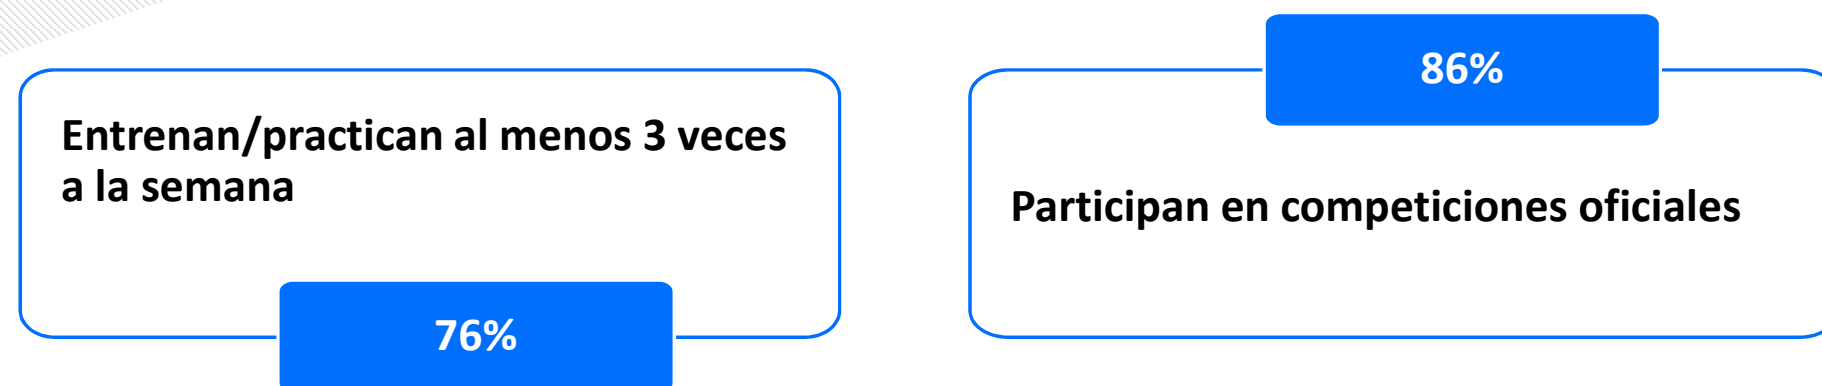 Entrenan/practican al menos 3 veces
a la semana
76%
86%
Participan en competiciones oficiales